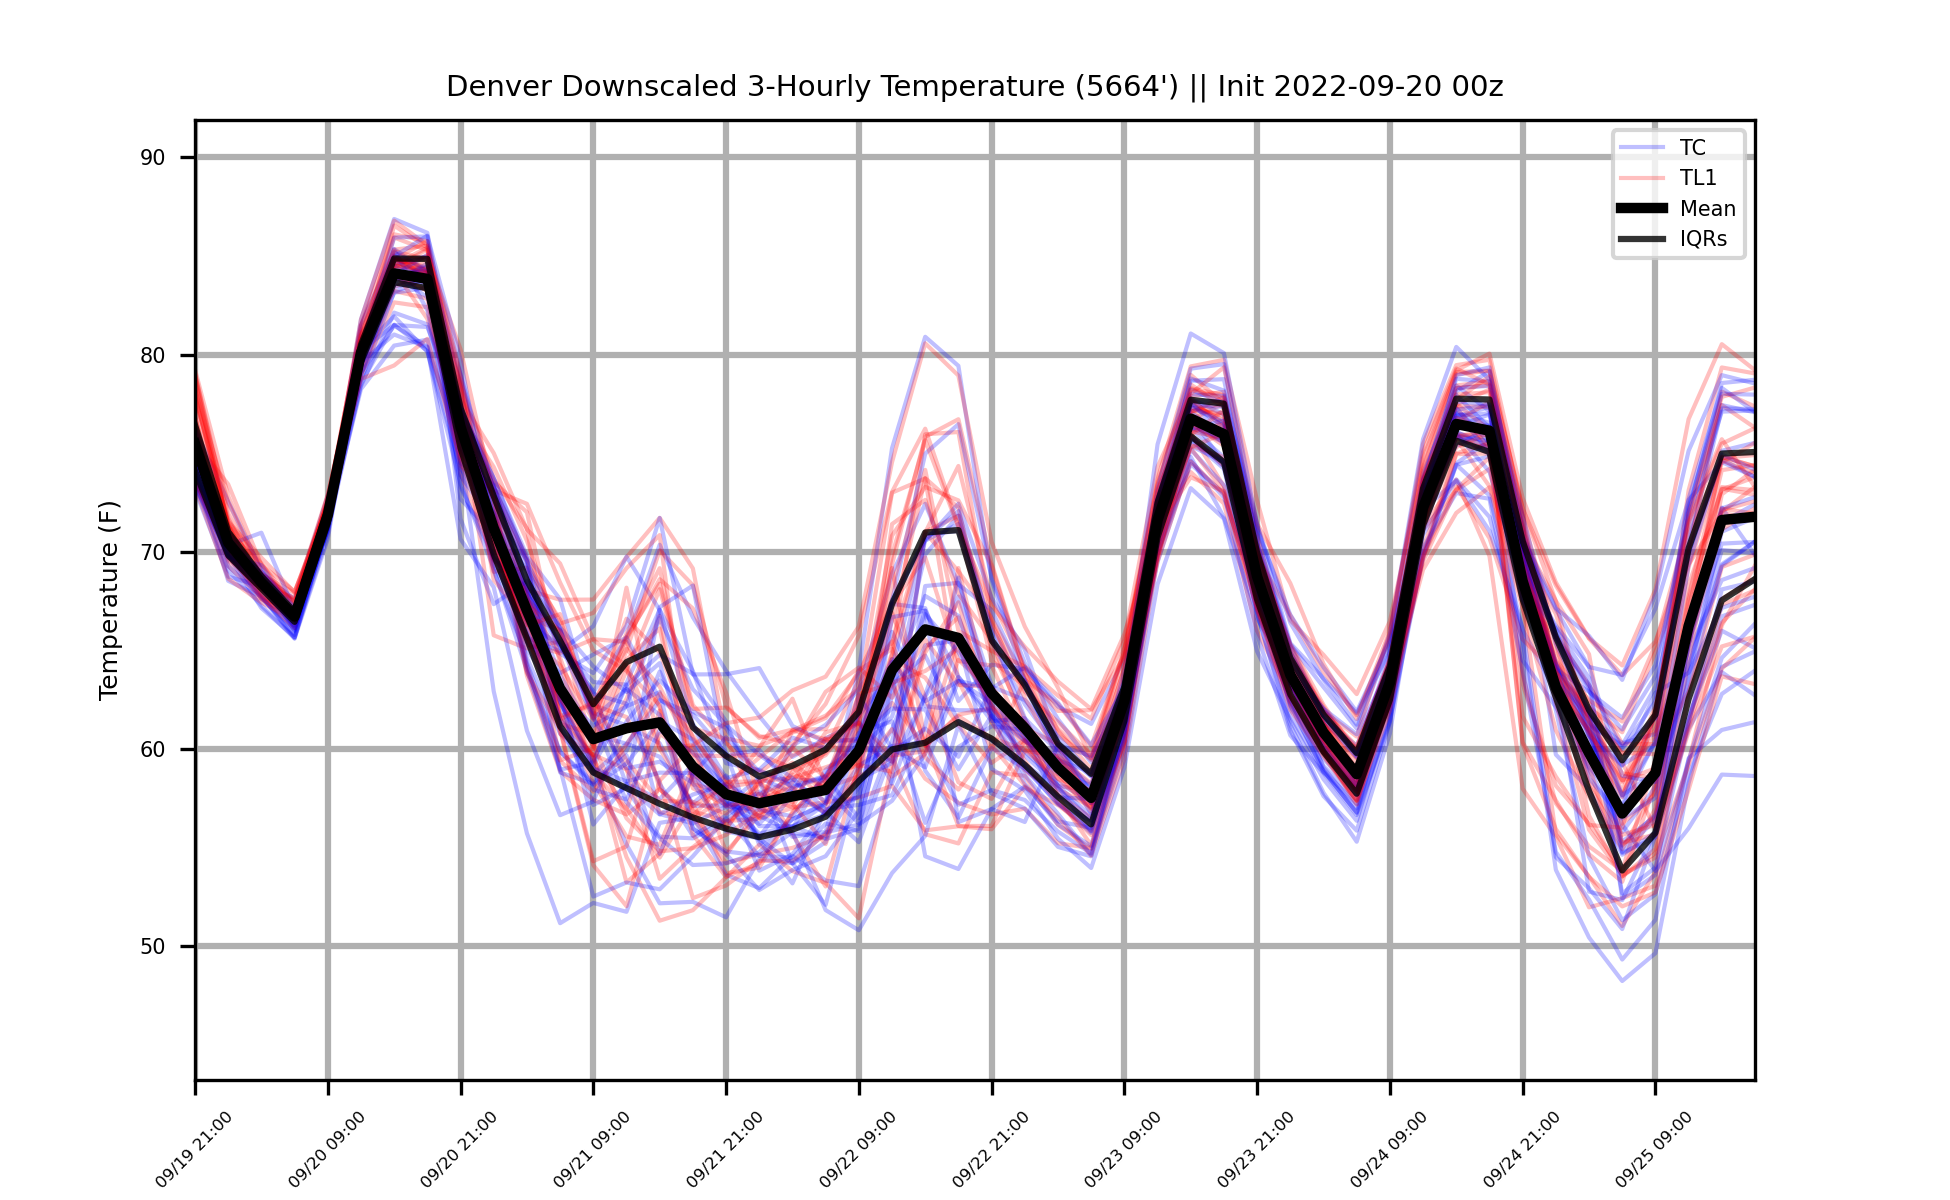 Denver Downscaled 3-Hourly Temperature (5664') || Init 2022-09-20 00z
TC
TL1
Mean
IQRs
Temperature (F)
90
80
70
60
50
09/19 21:00
09/20 09:00
09/20 21:00
09/21 09:00
09/21 21:00
09/22 09:00
09/22 21:00
09/23 09:00
09/23 21:00
09/24 09:00
09/24 21:00
09/25 09:00